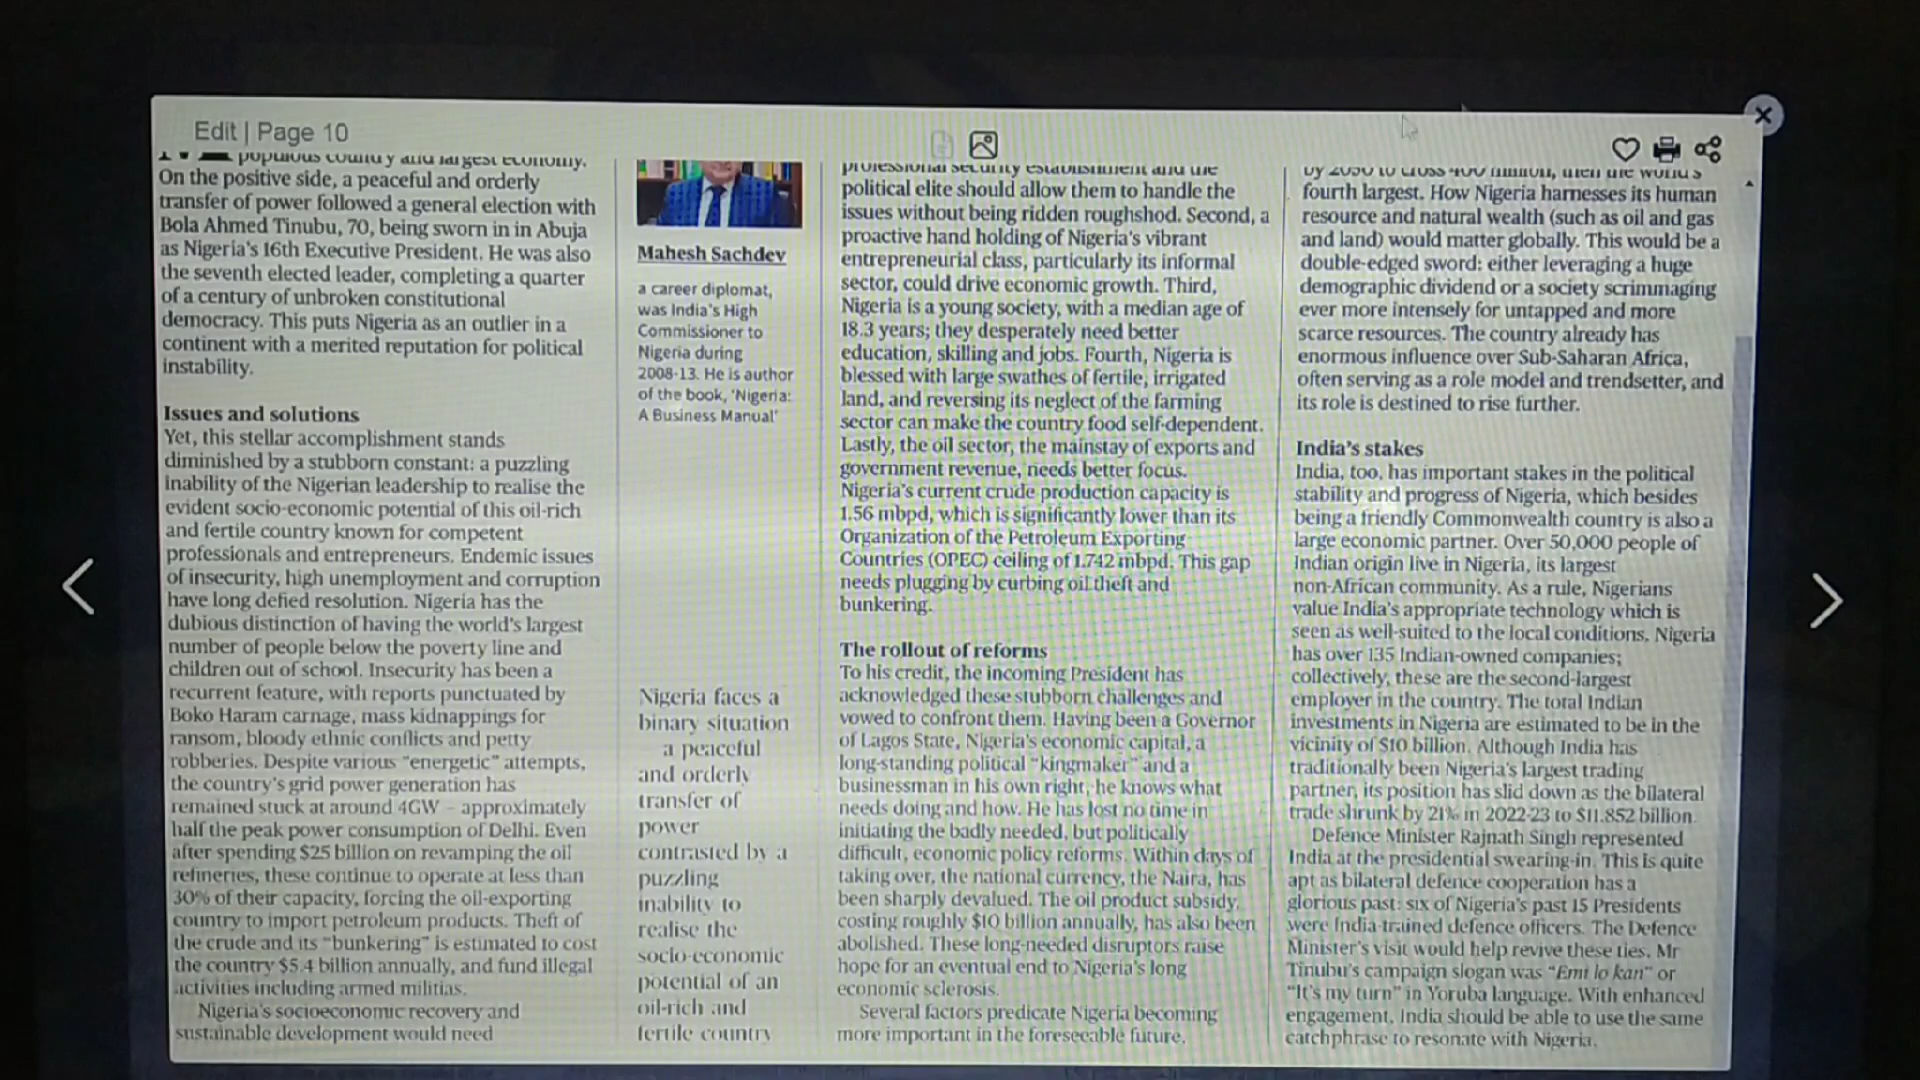 Edit | Page 10
populous country and largest economy.
On the positive side, a peaceful and orderly
transfer of power followed a general election with
Bola Ahmed Tinubu, 70, being sworn in in Abuja
as Nigeria's 16th Executive President. He was also
the seventh elected leader, completing a quarter
of a century of unbroken constitutional
democracy. This puts Nigeria as an outlier in a
continent with a merited reputation for political
instability.
Issues and solutions
Yet, this stellar accomplishment stands
diminished by a stubborn constant: a puzzling
inability of the Nigerian leadership to realise the
evident socio-economic potential of this oil-rich
and fertile country known for competent
professionals and entrepreneurs. Endemic issues
of insecurity, high unemployment and corruption
have long defied resolution. Nigeria has the
dubious distinction of having the world's largest
number of people below the poverty line and
children out of school. Insecurity has been a
recurrent feature, with reports punctuated by
Boko Haram carnage, mass kidnappings for
ransom, bloody ethnic conflicts and petty
robberies. Despite various "energetic" attempts,
the country's grid power generation has
remained stuck at around 4GW – approximately
half the peak power consumption of Delhi. Even
after spending $25 billion on revamping the oil
refineries, these continue to operate at less than
30% of their capacity, forcing the oil-exporting
country to import petroleum products. Theft of
the crude and its "bunkering" is estimated to cost
the country $5.4 billion annually, and fund illegal
activities including armed militias.
Nigeria's socioeconomic recovery and
sustainable development would need
Mahesh Sachdev
a career diplomat,
was India's High
Commissioner to
Nigeria during
2008-13. He is author
of the book, 'Nigeria:
A Business Manual'
Nigeria faces a
binary situation
a peaceful
and orderly
transfer of
power
contrasted by a
puzzling
inability to
realise the
socio-economic
potential of an
oil-rich and
fertile country
professional security establishment and the
political elite should allow them to handle the
issues without being ridden roughshod. Second, a
proactive hand holding of Nigeria's vibrant
entrepreneurial class, particularly its informal
sector, could drive economic growth. Third,
Nigeria is a young society, with a median age of
18.3 years; they desperately need better
education, skilling and jobs. Fourth, Nigeria is
blessed with large swathes of fertile, irrigated
land, and reversing its neglect of the farming
sector can make the country food self-dependent.
Lastly, the oil sector, the mainstay of exports and
government revenue, needs better focus.
Nigeria's current crude production capacity is
1.56 mbpd, which is significantly lower than its
Organization of the Petroleum Exporting
Countries (OPEC) ceiling of 1.742 mbpd. This gap
needs plugging by curbing oil theft and
bunkering.
The rollout of reforms
To his credit, the incoming President has
acknowledged these stubborn challenges and
vowed to confront them. Having been a Governor
of Lagos State, Nigeria's economic capital, a
long-standing political "kingmaker" and a
businessman in his own right, he knows what
needs doing and how. He has lost no time in
initiating the badly needed, but politically
difficult, economic policy reforms. Within days of
taking over, the national currency, the Naira, has
been sharply devalued. The oil product subsidy,
costing roughly $10 billion annually, has also been
abolished. These long-needed disruptors raise
hope for an eventual end to Nigeria's long
economic sclerosis.
Several factors predicate Nigeria becoming
more important in the foreseeable future.
by 2050 to cross 400 million, then the world's
fourth largest. How Nigeria harnesses its human
resource and natural wealth (such as oil and gas
and land) would matter globally. This would be a
double-edged sword: either leveraging a huge
demographic dividend or a society scrimmaging
ever more intensely for untapped and more
scarce resources. The country already has
enormous influence over Sub-Saharan Africa,
often serving as a role model and trendsetter, and
its role is destined to rise further.
India's stakes
India, too, has important stakes in the political
stability and progress of Nigeria, which besides
being a friendly Commonwealth country is also a
large economic partner. Over 50,000 people of
Indian origin live in Nigeria, its largest
non-African community. As a rule, Nigerians
value India's appropriate technology which is
seen as well-suited to the local conditions. Nigeria
has over 135 Indian-owned companies;
collectively, these are the second-largest
employer in the country. The total Indian
investments in Nigeria are estimated to be in the
vicinity of $10 billion. Although India has
traditionally been Nigeria's largest trading
partner, its position has slid down as the bilateral
trade shrunk by 21% in 2022-23 to $11.852 billion.
Defence Minister Rajnath Singh represented
India at the presidential swearing-in. This is quite
apt as bilateral defence cooperation has a
glorious past: six of Nigeria's past 15 Presidents
were India-trained defence officers. The Defence
Minister's visit would help revive these ties. Mr
Tinubu's campaign slogan was "Emi lo kan" or
"It's my turn" in Yoruba language. With enhanced
engagement, India should be able to use the same
catchphrase to resonate with Nigeria.